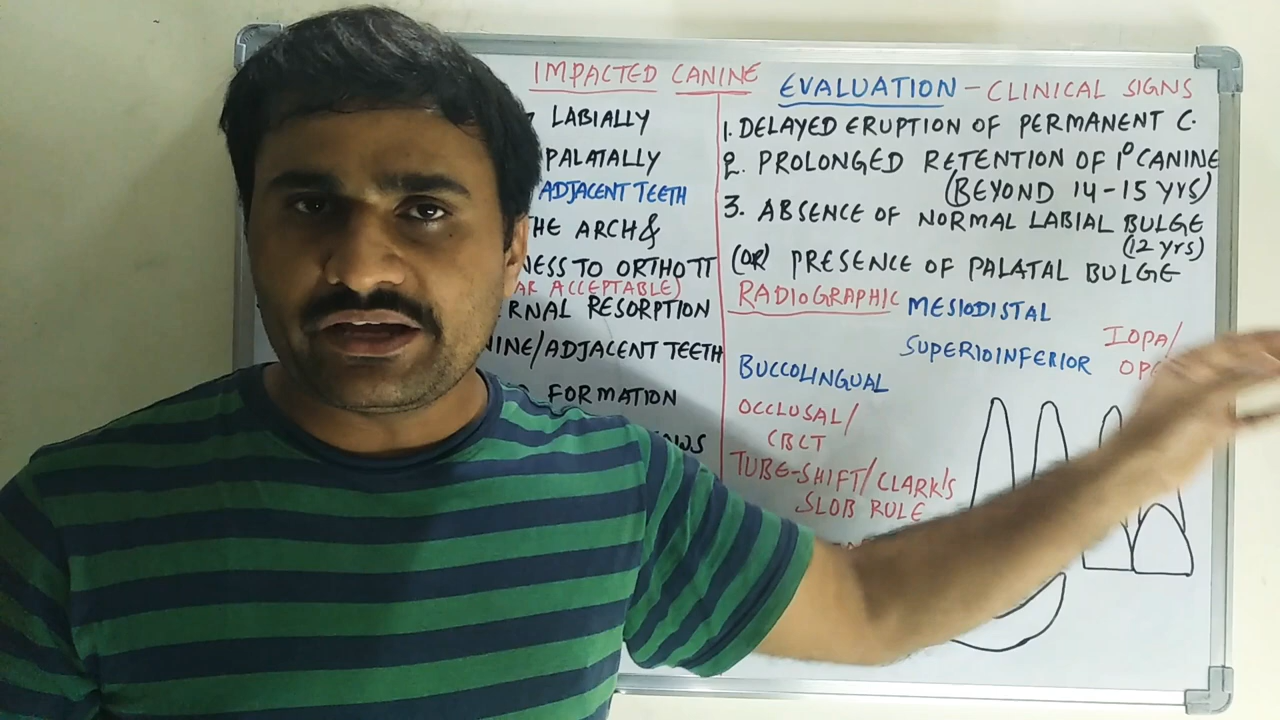 IMPACTED CANINE
LABIALLY
PALATALLY
ADJACENT TEETH
THE ARCH &
NESS TO ORTHO TT
AR ACCEPTABLE)
RNAL RESORPTION
NINE/ADJACENT TEETH
FORMATION
EVALUATION - CLINICAL SIGNS
1. DELAYED ERUPTION OF PERMANENT C.
2. PROLONGED RETENTION OF 1° CANINE
(BEYOND 14-15 YRS)
3. ABSENCE OF NORMAL LABIAL BULGE
(12 YRS)
(OR) PRESENCE OF PALATAL BULGE
RADIOGRAPHIC MESIODISTAL
SUPERIOINFERIOR
IOPA/
OP
BUCCOLINGUAL
OCCLUSAL/
CBCT
TUBE-SHIFT/CLARK'S
SLOB RULE